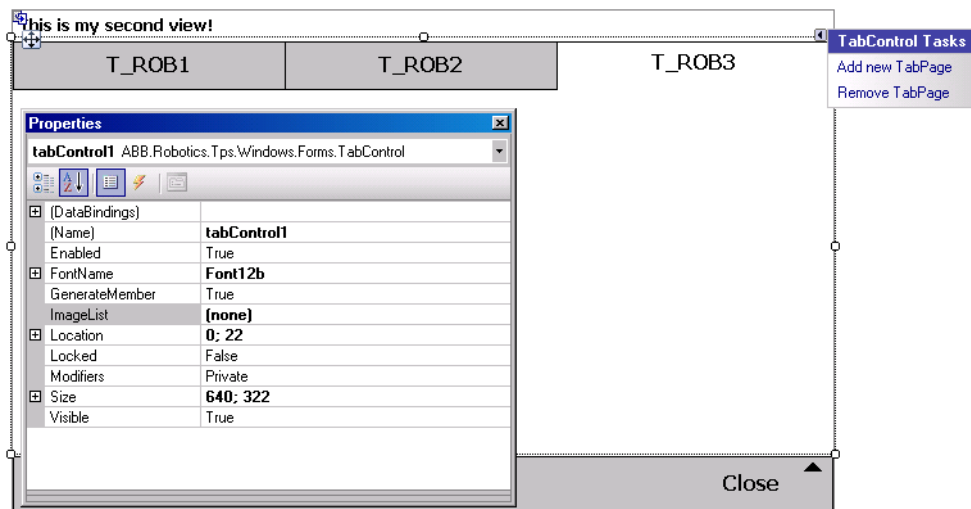 This is my second view!
TabControl Tasks
T_ROB1 T_ROB2 T_ROB3
Add new TabPage
Remove TabPage
Properties
tabControl1 ABB.Robotics.Tps.Windows.Forms.TabControl
(DataBindings)
(Name) tabControl1
Enabled True
FontName Font12b
GenerateMember True
ImageList (none)
Location 0; 22
Locked False
Modifiers Private
Size 640; 322
Visible True
Close